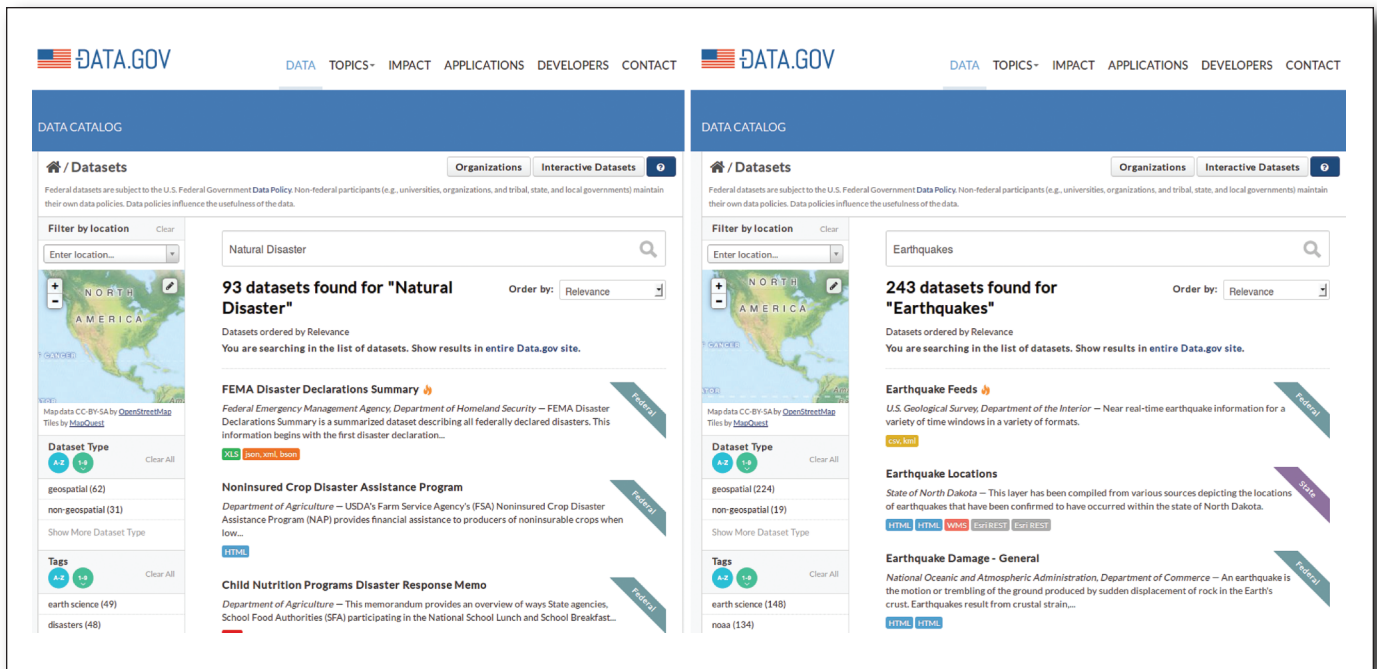 DATA.GOV
DATA TOPICS IMPACT APPLICATIONS DEVELOPERS CONTACT
DATA CATALOG
/ Datasets
Organizations Interactive Datasets ?
Federal datasets are subject to the U.S. Federal Government Data Policy. Non-federal participants (e.g., universities, organizations, and tribal, state, and local governments) maintain
their own data policies. Data policies influence the usefulness of the data.
Filter by location Clear
Enter location...
+
-
NORTH
AMERICA
CANCER
Map data CC-BY-SA by OpenStreetMap
Tiles by MapQuest
Dataset Type
A-Z 1-9 Clear All
geospatial (62)
non-geospatial (31)
Show More Dataset Type
Tags
A-Z 1-9 Clear All
earth science (49)
disasters (48)
Natural Disaster
93 datasets found for "Natural
Disaster"
Order by: Relevance
Datasets ordered by Relevance
You are searching in the list of datasets. Show results in entire Data.gov site.
FEMA Disaster Declarations Summary
Federal
Federal Emergency Management Agency, Department of Homeland Security — FEMA Disaster
Declarations Summary is a summarized dataset describing all federally declared disasters. This
information begins with the first disaster declaration...
XLS json, xml, bson
Noninsured Crop Disaster Assistance Program
Federal
Department of Agriculture — USDA's Farm Service Agency's (FSA) Noninsured Crop Disaster
Assistance Program (NAP) provides financial assistance to producers of noninsurable crops when
low...
HTML
Child Nutrition Programs Disaster Response Memo
Federal
Department of Agriculture — This memorandum provides an overview of ways State agencies,
School Food Authorities (SFA) participating in the National School Lunch and School Breakfast...
DATA.GOV
DATA TOPICS IMPACT APPLICATIONS DEVELOPERS CONTACT
DATA CATALOG
/ Datasets
Organizations Interactive Datasets ?
Federal datasets are subject to the U.S. Federal Government Data Policy. Non-federal participants (e.g., universities, organizations, and tribal, state, and local governments) maintain
their own data policies. Data policies influence the usefulness of the data.
Filter by location Clear
Enter location...
+
-
NORTH
AMERICA
CANCER
Map data CC-BY-SA by OpenStreetMap
Tiles by MapQuest
Dataset Type
A-Z 1-9 Clear All
geospatial (224)
non-geospatial (19)
Show More Dataset Type
Tags
A-Z 1-9 Clear All
earth science (148)
noaa (134)
Earthquakes
243 datasets found for
"Earthquakes"
Order by: Relevance
Datasets ordered by Relevance
You are searching in the list of datasets. Show results in entire Data.gov site.
Earthquake Feeds
Federal
U.S. Geological Survey, Department of the Interior — Near real-time earthquake information for a
variety of time windows in a variety of formats.
csv, kml
Earthquake Locations
State
State of North Dakota — This layer has been compiled from various sources depicting the locations
of earthquakes that have been confirmed to have occurred within the state of North Dakota.
HTML HTML WMS Esri REST Esri REST
Earthquake Damage - General
Federal
National Oceanic and Atmospheric Administration, Department of Commerce — An earthquake is
the motion or trembling of the ground produced by sudden displacement of rock in the Earth's
crust. Earthquakes result from crustal strain,...
HTML HTML